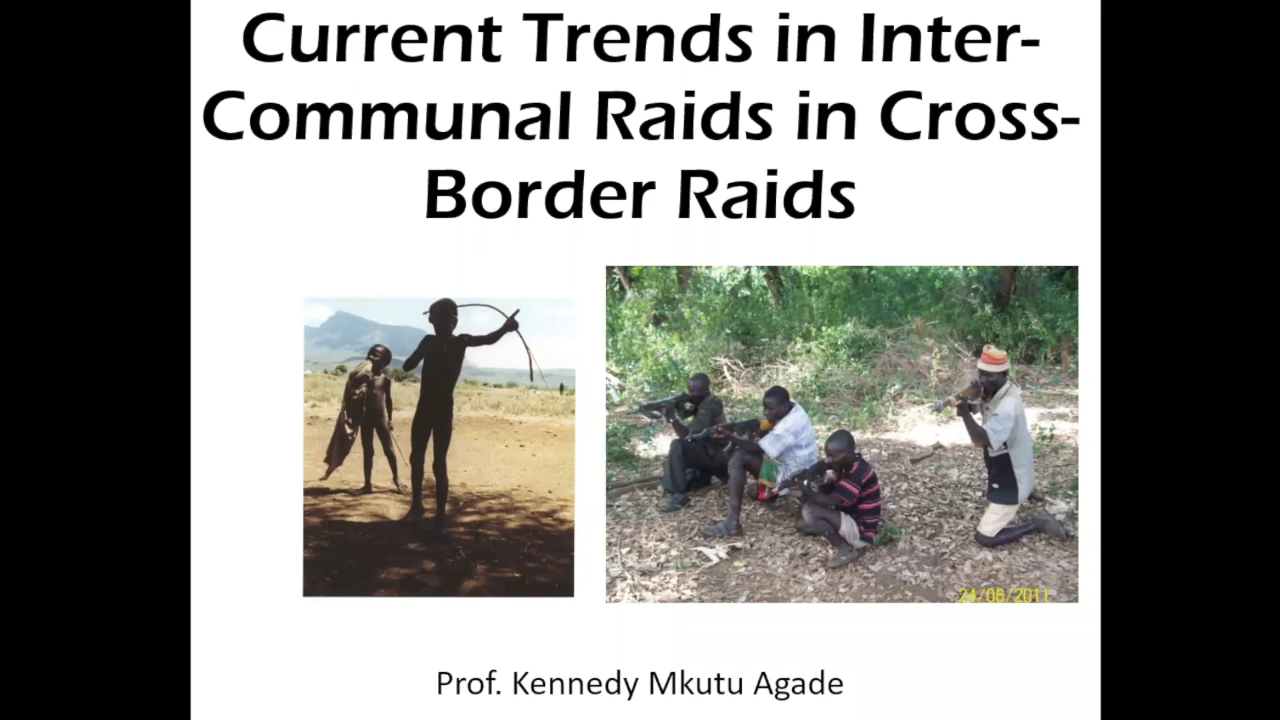 Current Trends in Inter-
Communal Raids in Cross-
Border Raids
24/06/2011
Prof. Kennedy Mkutu Agade